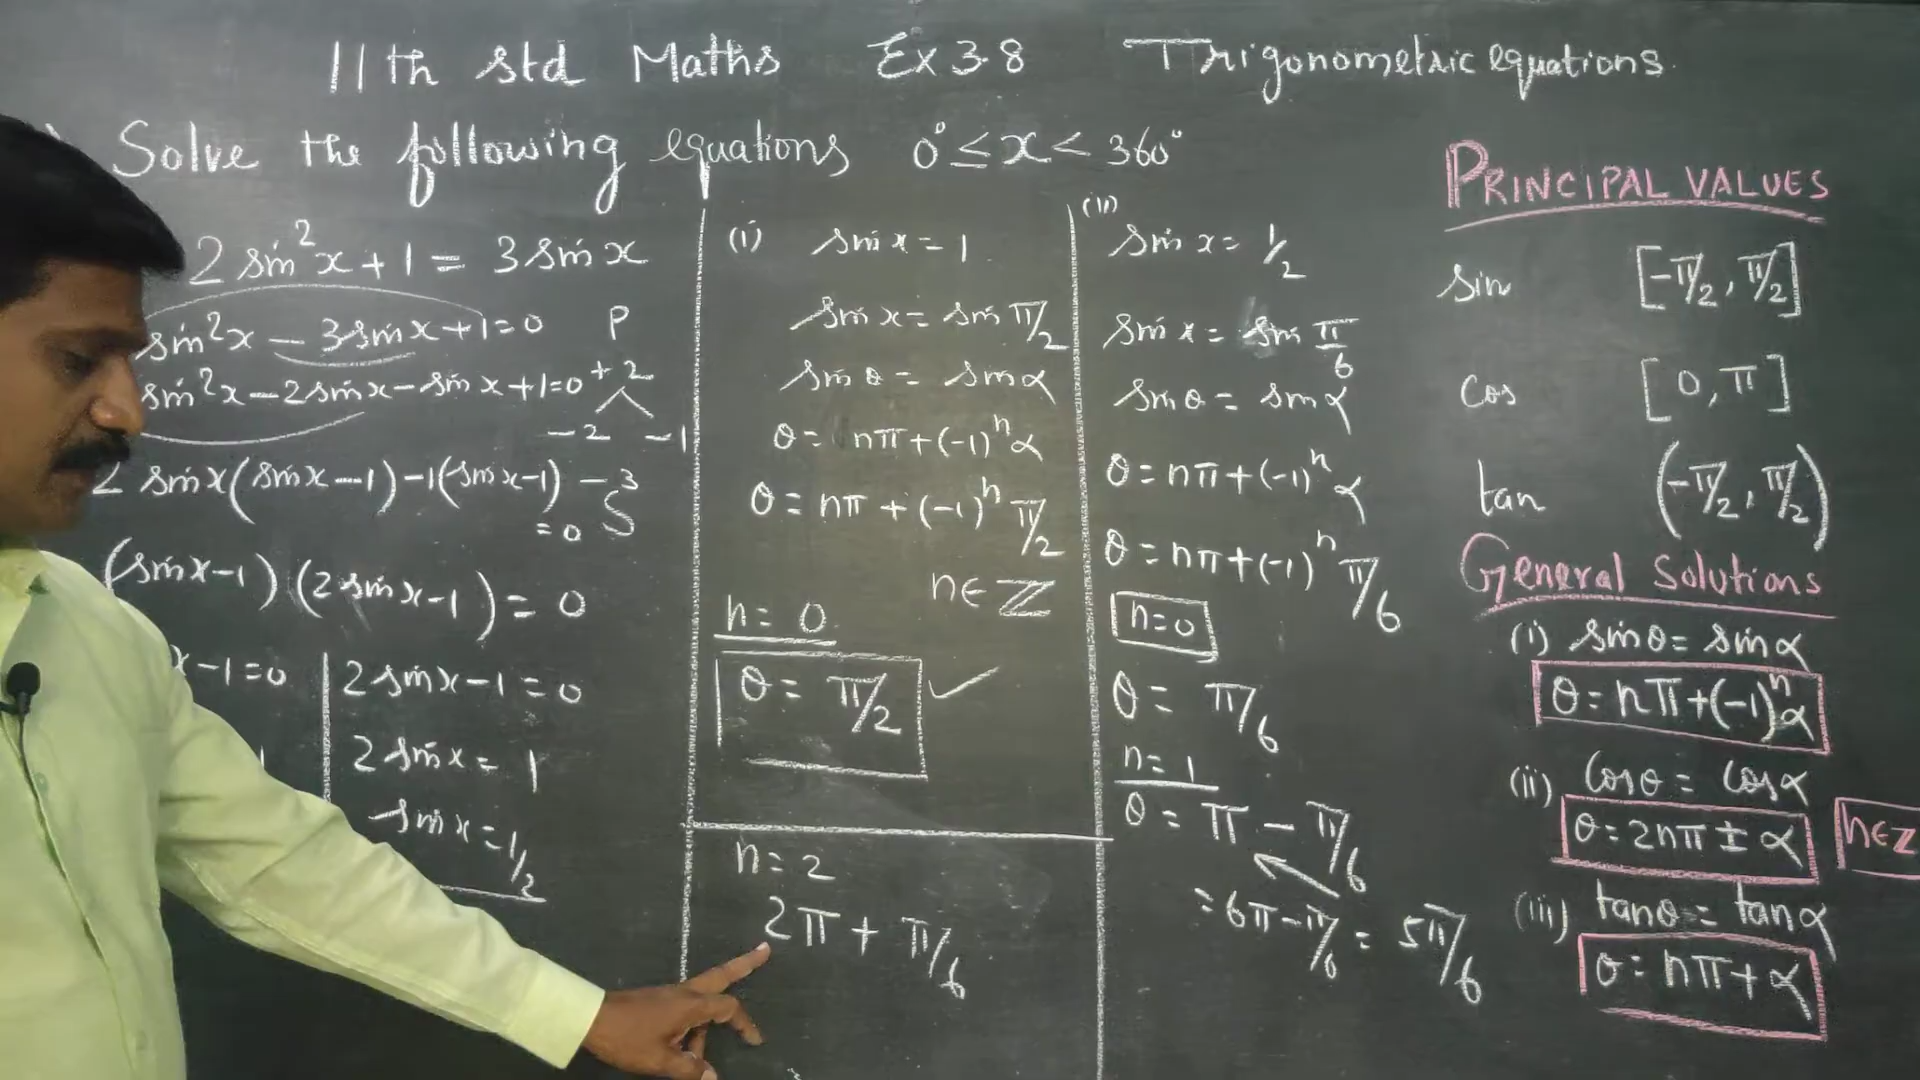 11th std Maths Ex 3.8 Trigonometric equations
Solve the following equations 0° ≤ x < 360°
2 sin²x + 1 = 3 sin x
sin²x − 3 sin x + 1 = 0 P
sin²x − 2 sin x − sin x + 1 = 0 + 2
−2 −1
2 sin x (sin x − 1) − 1 (sin x − 1) −3
= 0 S
(sin x − 1) (2 sin x − 1) = 0
x − 1 = 0
2 sin x − 1 = 0
2 sin x = 1
sin x = 1/2
(i) sin x = 1
sin x = sin π/2
sin θ = sin α
θ = nπ + (−1)ⁿ α
θ = nπ + (−1)ⁿ π/2
n ∈ ℤ
n = 0
θ = π/2 ✓
n = 2
2π + π/6
(ii)
sin x = 1/2
sin x = sin π/6
sin θ = sin α
θ = nπ + (−1)ⁿ α
θ = nπ + (−1)ⁿ π/6
n = 0
θ = π/6
n = 1
θ = π − π/6
= 6π − π/6 = 5π/6
PRINCIPAL VALUES
sin [−π/2, π/2]
cos [0, π]
tan (−π/2, π/2)
General Solutions
(i) sin θ = sin α
θ = nπ + (−1)ⁿ α
(ii) cos θ = cos α
θ = 2nπ ± α n ∈ ℤ
(iii) tan θ = tan α
θ = nπ + α